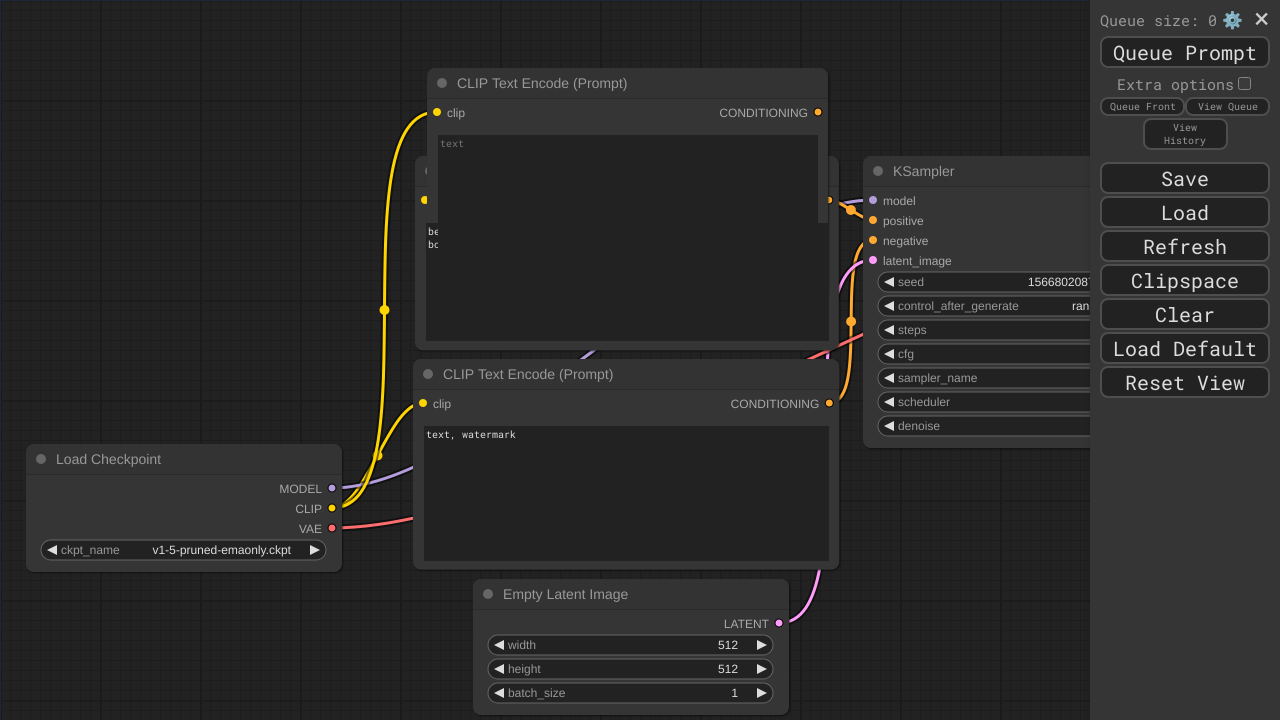 Queue size: 0
Queue Prompt
Extra options
Queue Front
View Queue
View
History
Save
Load
Refresh
Clipspace
Clear
Load Default
Reset View
CLIP Text Encode (Prompt)
clip
CONDITIONING
text
be
bo
KSampler
model
positive
negative
latent_image
seed
control_after_generate
ran
steps
cfg
sampler_name
scheduler
denoise
CLIP Text Encode (Prompt)
clip
CONDITIONING
text, watermark
Load Checkpoint
MODEL
CLIP
VAE
ckpt_name v1-5-pruned-emaonly.ckpt
Empty Latent Image
LATENT
width 512
height 512
batch_size 1